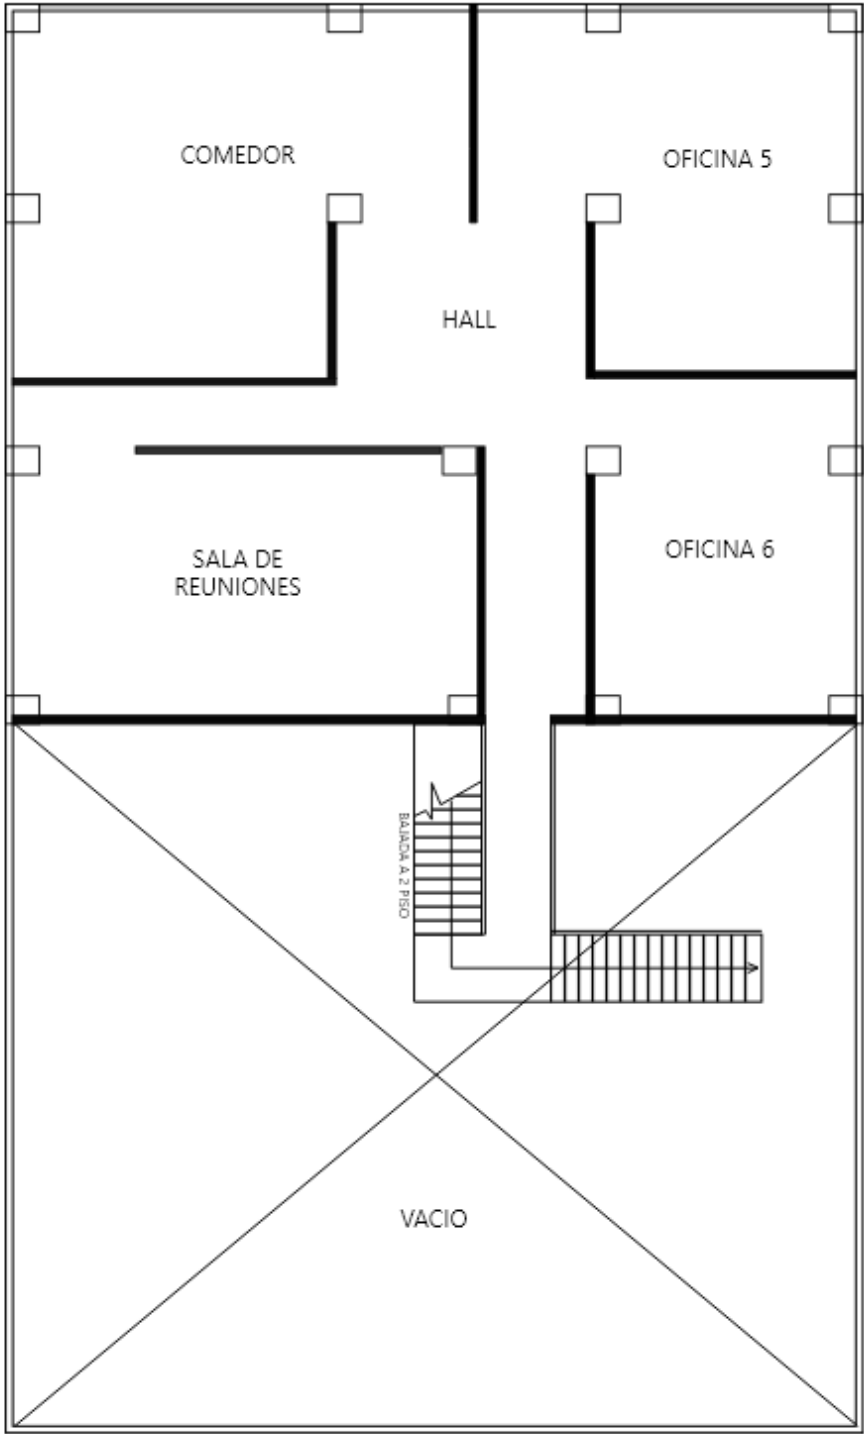 COMEDOR
OFICINA 5
HALL
SALA DE
REUNIONES
OFICINA 6
BAJADA A 2 PISO
VACIO